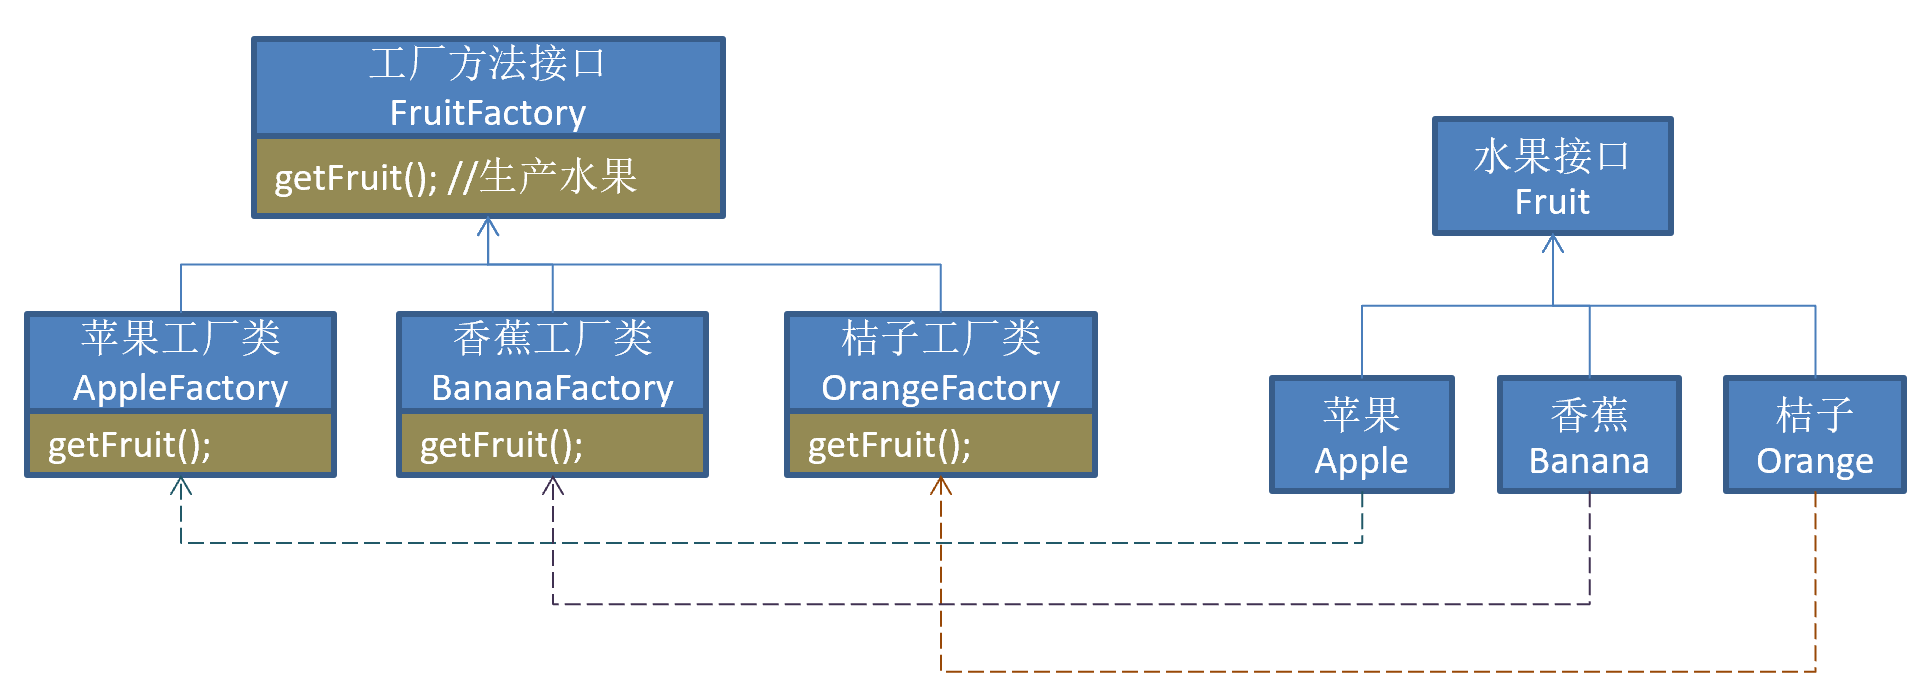 工厂方法接口
FruitFactory
getFruit(); //生产水果
水果接口
Fruit
苹果工厂类
AppleFactory
getFruit();
香蕉工厂类
BananaFactory
getFruit();
桔子工厂类
OrangeFactory
getFruit();
苹果
Apple
香蕉
Banana
桔子
Orange